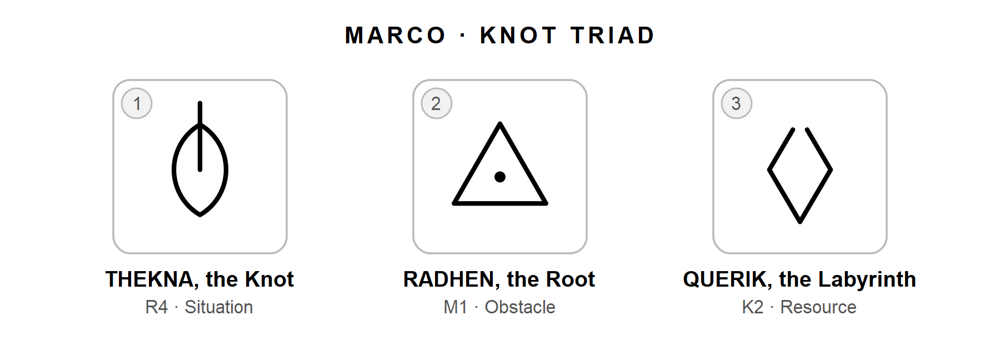 MARCO · KNOT TRIAD
1
2
3
THEKNA, the Knot
R4 · Situation
RADHEN, the Root
M1 · Obstacle
QUERIK, the Labyrinth
K2 · Resource